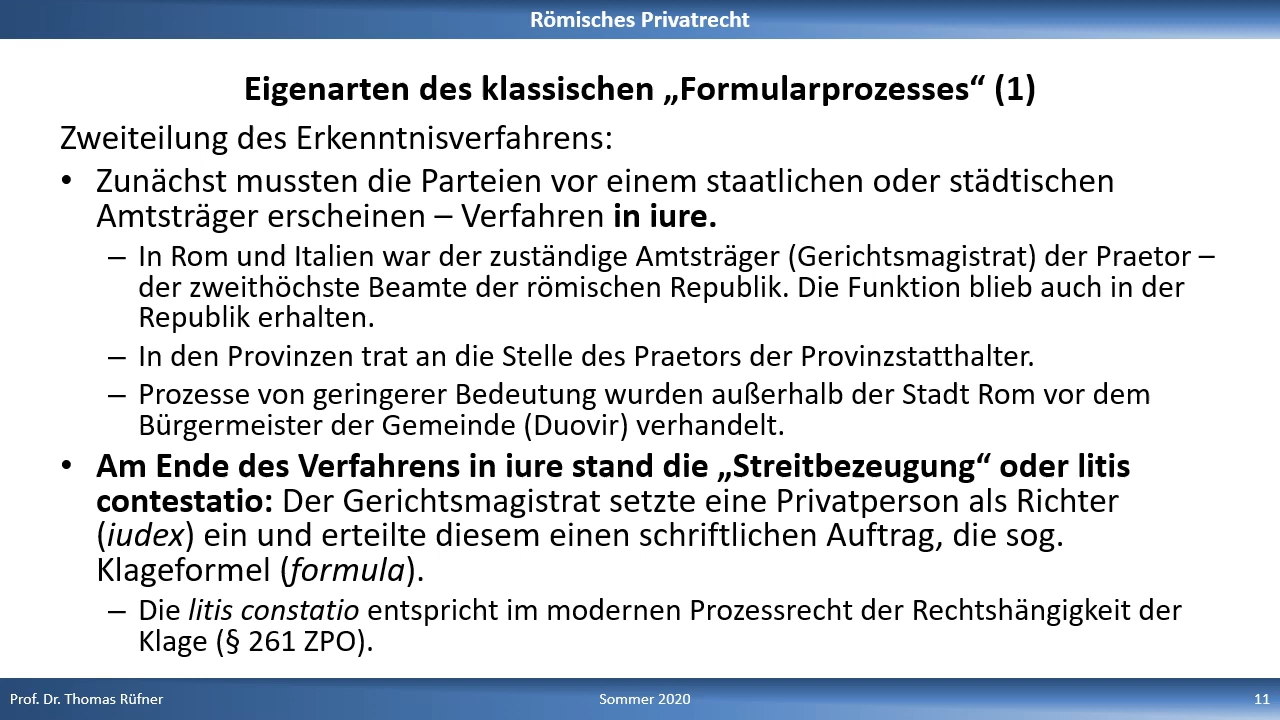 Römisches Privatrecht
Eigenarten des klassischen „Formularprozesses“ (1)
Zweiteilung des Erkenntnisverfahrens:
• Zunächst mussten die Parteien vor einem staatlichen oder städtischen
Amtsträger erscheinen – Verfahren in iure.
– In Rom und Italien war der zuständige Amtsträger (Gerichtsmagistrat) der Praetor –
der zweithöchste Beamte der römischen Republik. Die Funktion blieb auch in der
Republik erhalten.
– In den Provinzen trat an die Stelle des Praetors der Provinzstatthalter.
– Prozesse von geringerer Bedeutung wurden außerhalb der Stadt Rom vor dem
Bürgermeister der Gemeinde (Duovir) verhandelt.
• Am Ende des Verfahrens in iure stand die „Streitbezeugung“ oder litis
contestatio: Der Gerichtsmagistrat setzte eine Privatperson als Richter
(iudex) ein und erteilte diesem einen schriftlichen Auftrag, die sog.
Klageformel (formula).
– Die litis constatio entspricht im modernen Prozessrecht der Rechtshängigkeit der
Klage (§ 261 ZPO).
Prof. Dr. Thomas Rüfner
Sommer 2020
11